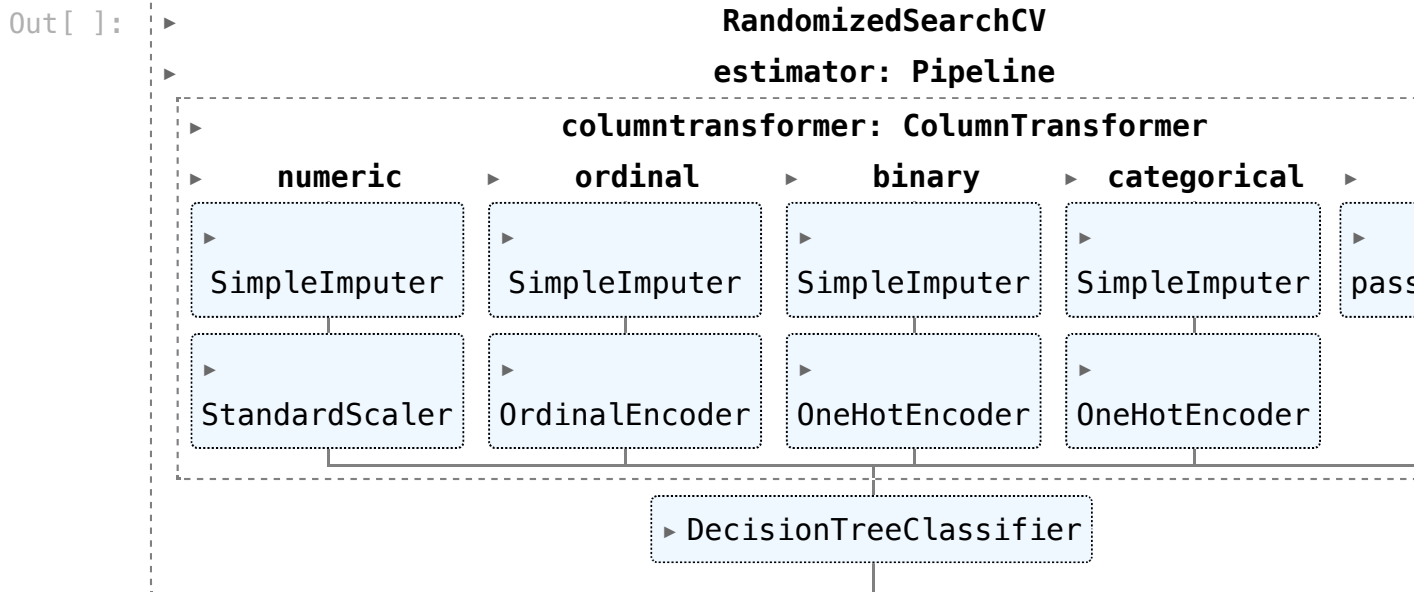 Out[ ]:
RandomizedSearchCV
estimator: Pipeline
columntransformer: ColumnTransformer
numeric ordinal binary categorical
SimpleImputer SimpleImputer SimpleImputer SimpleImputer pass
StandardScaler OrdinalEncoder OneHotEncoder OneHotEncoder
DecisionTreeClassifier